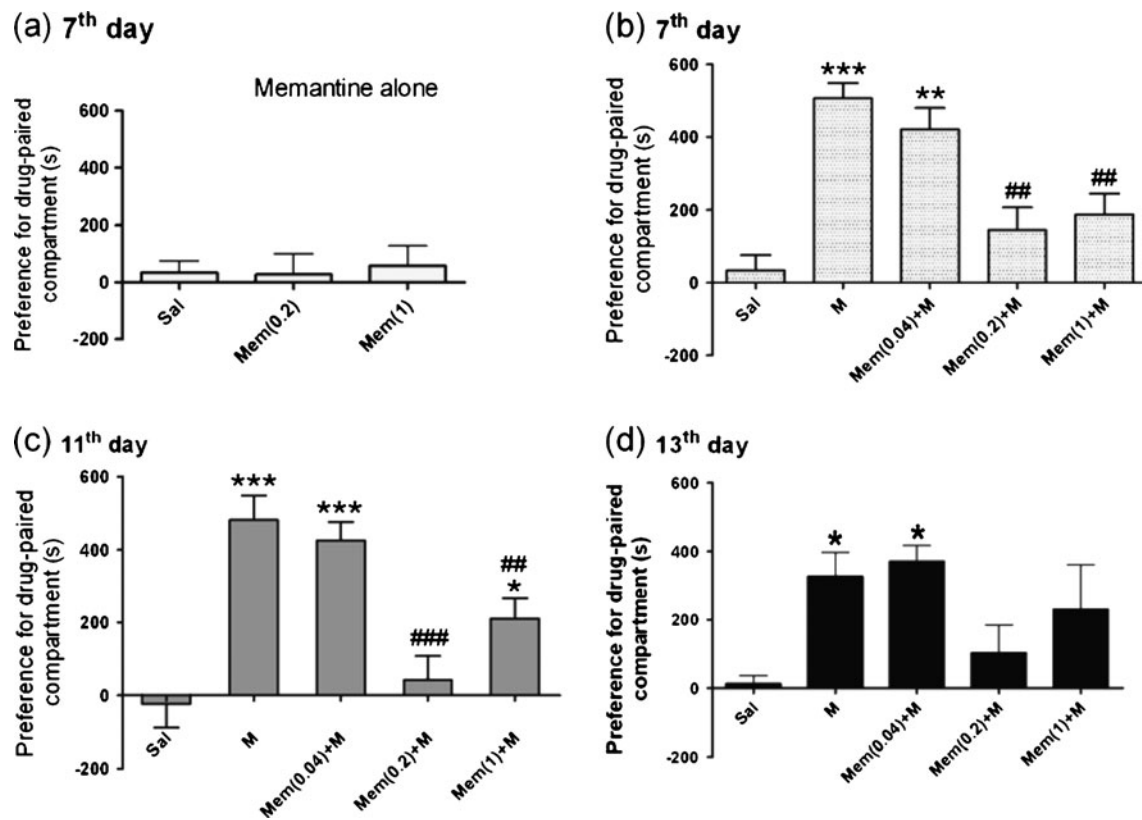 (a) 7th day
Memantine alone
Preference for drug-paired
compartment (s)
600
400
200
0
-200
Sal
Mem(0.2)
Mem(1)
(b) 7th day
Preference for drug-paired
compartment (s)
600
400
200
0
-200
***
**
##
##
Sal
M
Mem(0.04)+M
Mem(0.2)+M
Mem(1)+M
(c) 11th day
Preference for drug-paired
compartment (s)
600
400
200
0
-200
***
***
###
##
*
Sal
M
Mem(0.04)+M
Mem(0.2)+M
Mem(1)+M
(d) 13th day
Preference for drug-paired
compartment (s)
600
400
200
0
-200
*
*
Sal
M
Mem(0.04)+M
Mem(0.2)+M
Mem(1)+M